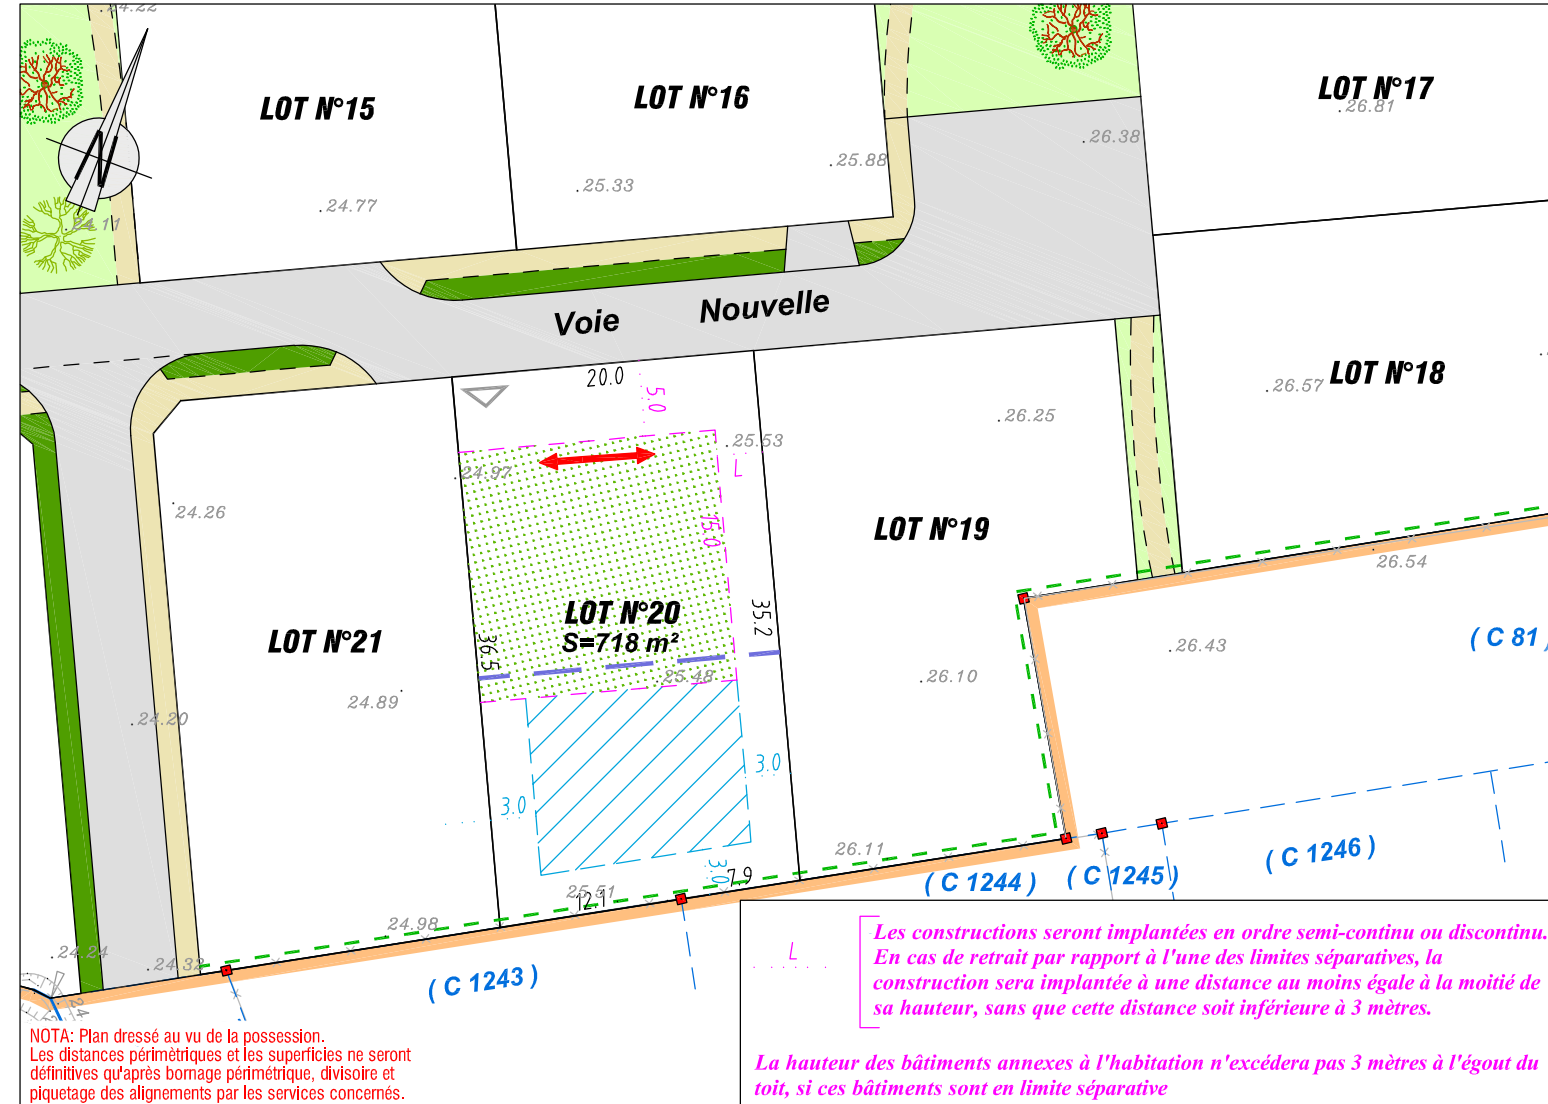 24.22
LOT N°15
LOT N°16
LOT N°17
.26.81
.26.38
.25.88
.25.33
.24.77
24.11
N
Voie Nouvelle
20.0
5.0
.26.57
LOT N°18
.26.25
.25.53
L
.24.97
15.0
24.26
LOT N°19
26.54
LOT N°20
S=718 m²
35.2
36.5
LOT N°21
25.48
.26.43
( C 81 )
.26.10
24.89
.24.20
3.0
3.0
26.11
3.0
7.9
12.1
25.51
( C 1244 )
( C 1245 )
( C 1246 )
24.98
.24.24
.24.32
( C 1243 )
24
NOTA: Plan dressé au vu de la possession.
Les distances périmètriques et les superficies ne seront
définitives qu'après bornage périmétrique, divisoire et
piquetage des alignements par les services concernés.
L
Les constructions seront implantées en ordre semi-continu ou discontinu.
En cas de retrait par rapport à l'une des limites séparatives, la
construction sera implantée à une distance au moins égale à la moitié de
sa hauteur, sans que cette distance soit inférieure à 3 mètres.
La hauteur des bâtiments annexes à l'habitation n'excédera pas 3 mètres à l'égout du
toit, si ces bâtiments sont en limite séparative